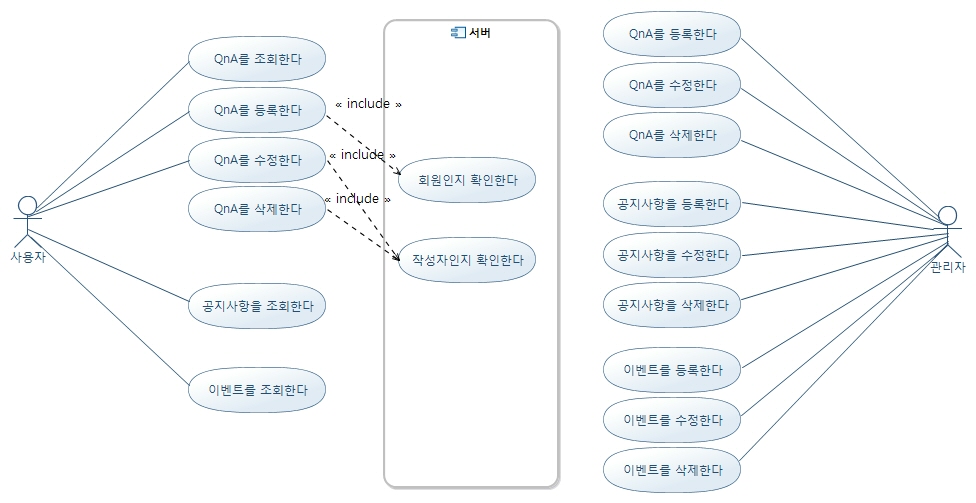 사용자
QnA를 조회한다
QnA를 등록한다
QnA를 수정한다
QnA를 삭제한다
공지사항을 조회한다
이벤트를 조회한다
« include »
« include »
« include »
서버
회원인지 확인한다
작성자인지 확인한다
QnA를 등록한다
QnA를 수정한다
QnA를 삭제한다
공지사항을 등록한다
공지사항을 수정한다
공지사항을 삭제한다
이벤트를 등록한다
이벤트를 수정한다
이벤트를 삭제한다
관리자